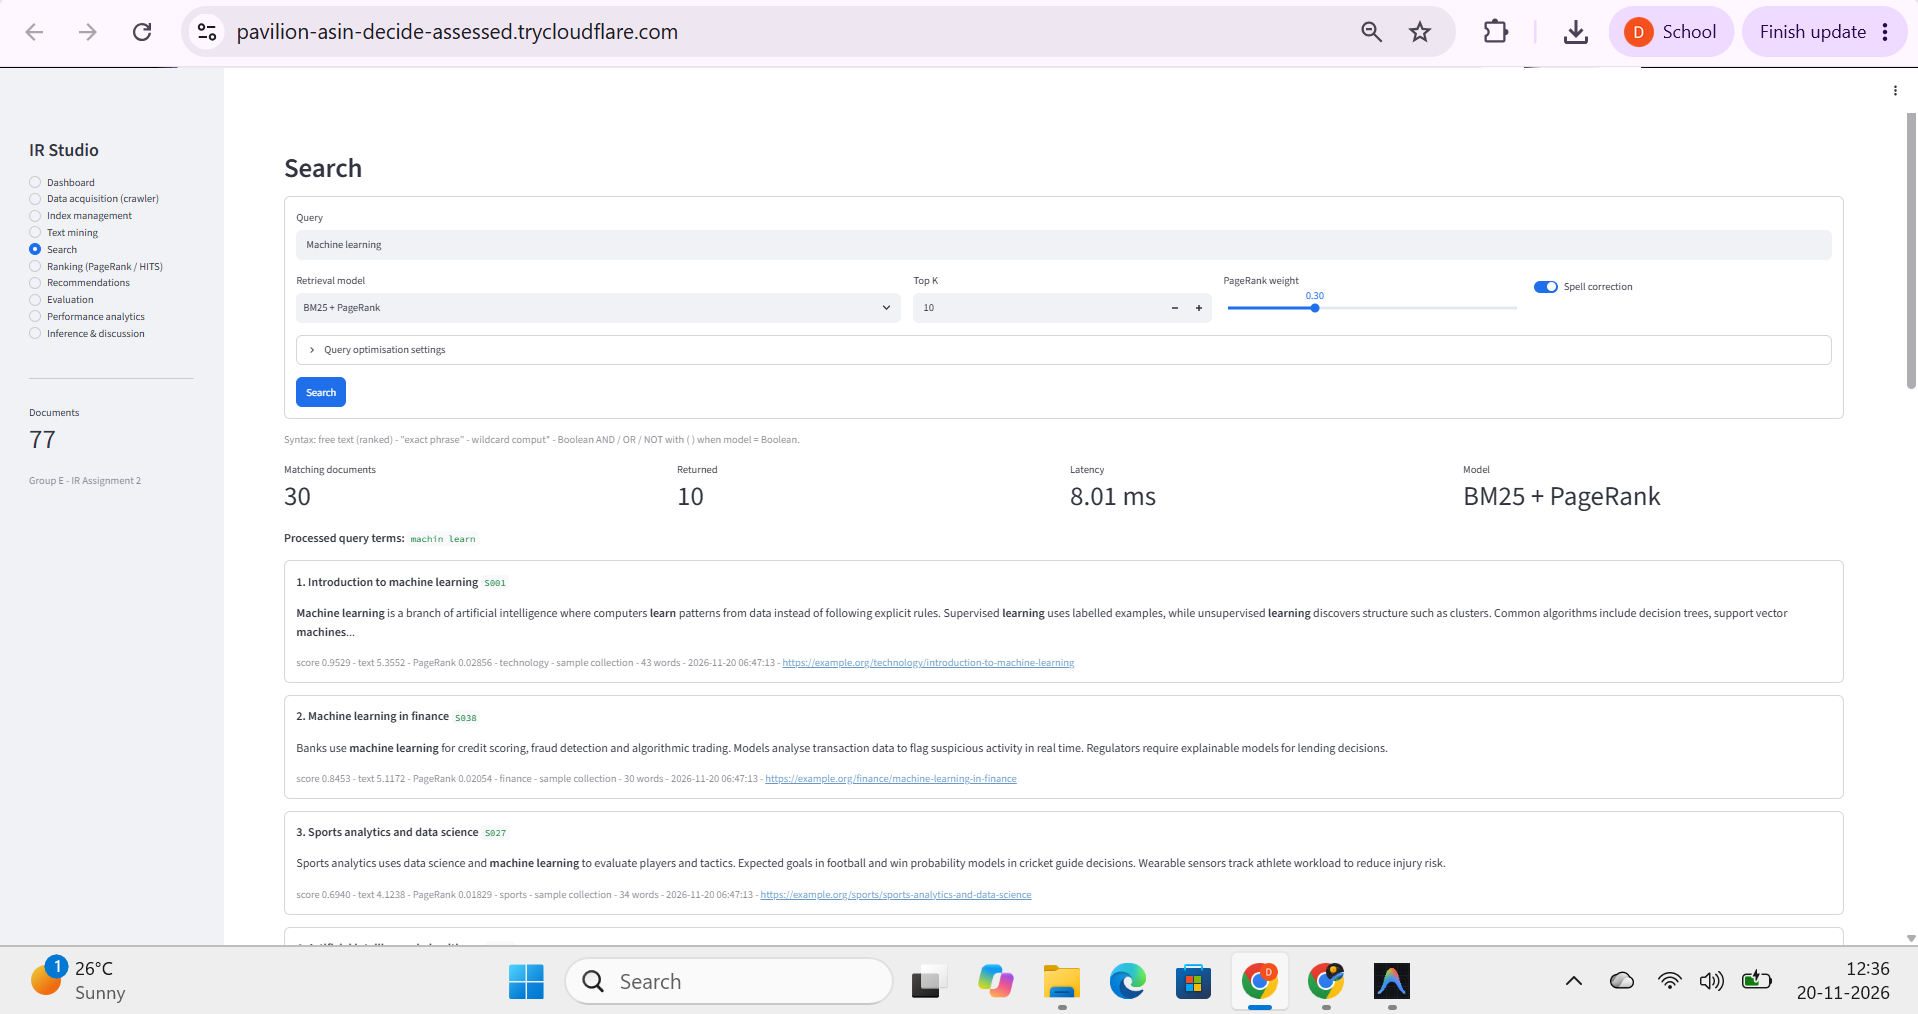 pavilion-asin-decide-assessed.trycloudflare.com
D School
Finish update
IR Studio
Dashboard
Data acquisition (crawler)
Index management
Text mining
Search
Ranking (PageRank / HITS)
Recommendations
Evaluation
Performance analytics
Inference & discussion
Documents
77
Group E - IR Assignment 2
Search
Query
Machine learning
Retrieval model
Top K
PageRank weight
0.30
Spell correction
BM25 + PageRank
10
Query optimisation settings
Search
Syntax: free text (ranked) - "exact phrase" - wildcard comput* - Boolean AND / OR / NOT with ( ) when model = Boolean.
Matching documents
30
Returned
10
Latency
8.01 ms
Model
BM25 + PageRank
Processed query terms: machin learn
1. Introduction to machine learning S001
Machine learning is a branch of artificial intelligence where computers learn patterns from data instead of following explicit rules. Supervised learning uses labelled examples, while unsupervised learning discovers structure such as clusters. Common algorithms include decision trees, support vector
machines...
score 0.9529 - text 5.3552 - PageRank 0.02856 - technology - sample collection - 43 words - 2026-11-20 06:47:13 - https://example.org/technology/introduction-to-machine-learning
2. Machine learning in finance S038
Banks use machine learning for credit scoring, fraud detection and algorithmic trading. Models analyse transaction data to flag suspicious activity in real time. Regulators require explainable models for lending decisions.
score 0.8453 - text 5.1172 - PageRank 0.02054 - finance - sample collection - 30 words - 2026-11-20 06:47:13 - https://example.org/finance/machine-learning-in-finance
3. Sports analytics and data science S027
Sports analytics uses data science and machine learning to evaluate players and tactics. Expected goals in football and win probability models in cricket guide decisions. Wearable sensors track athlete workload to reduce injury risk.
score 0.6940 - text 4.1238 - PageRank 0.01829 - sports - sample collection - 34 words - 2026-11-20 06:47:13 - https://example.org/sports/sports-analytics-and-data-science
1
26°C
Sunny
Search
D
12:36
20-11-2026